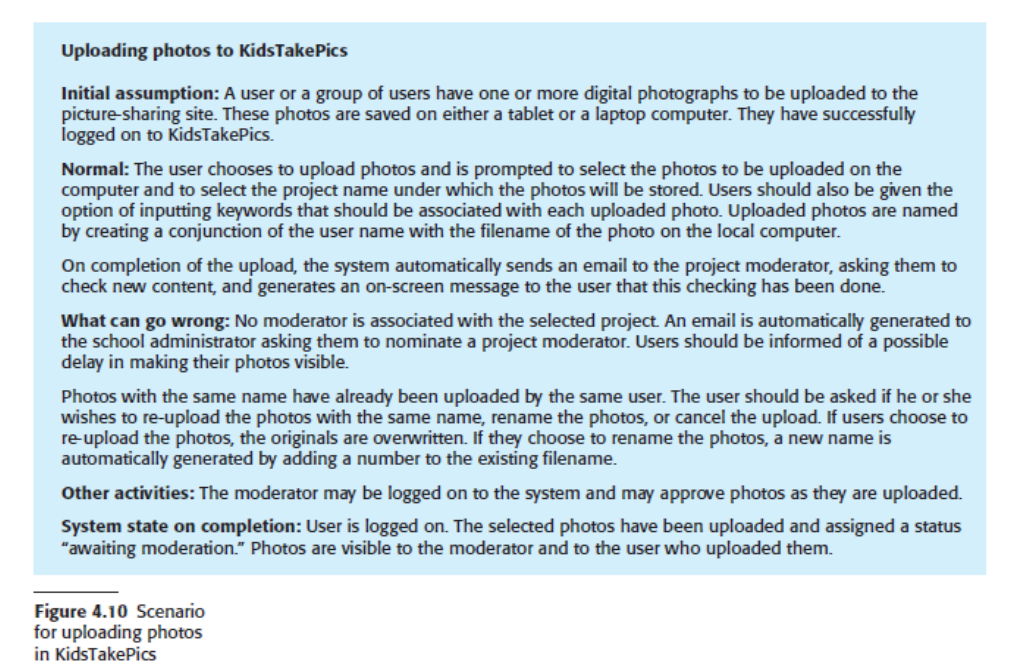 Uploading photos to KidsTakePics
Initial assumption: A user or a group of users have one or more digital photographs to be uploaded to the
picture-sharing site. These photos are saved on either a tablet or a laptop computer. They have successfully
logged on to KidsTakePics.
Normal: The user chooses to upload photos and is prompted to select the photos to be uploaded on the
computer and to select the project name under which the photos will be stored. Users should also be given the
option of inputting keywords that should be associated with each uploaded photo. Uploaded photos are named
by creating a conjunction of the user name with the filename of the photo on the local computer.
On completion of the upload, the system automatically sends an email to the project moderator, asking them to
check new content, and generates an on-screen message to the user that this checking has been done.
What can go wrong: No moderator is associated with the selected project. An email is automatically generated to
the school administrator asking them to nominate a project moderator. Users should be informed of a possible
delay in making their photos visible.
Photos with the same name have already been uploaded by the same user. The user should be asked if he or she
wishes to re-upload the photos with the same name, rename the photos, or cancel the upload. If users choose to
re-upload the photos, the originals are overwritten. If they choose to rename the photos, a new name is
automatically generated by adding a number to the existing filename.
Other activities: The moderator may be logged on to the system and may approve photos as they are uploaded.
System state on completion: User is logged on. The selected photos have been uploaded and assigned a status
“awaiting moderation.” Photos are visible to the moderator and to the user who uploaded them.
Figure 4.10 Scenario
for uploading photos
in KidsTakePics